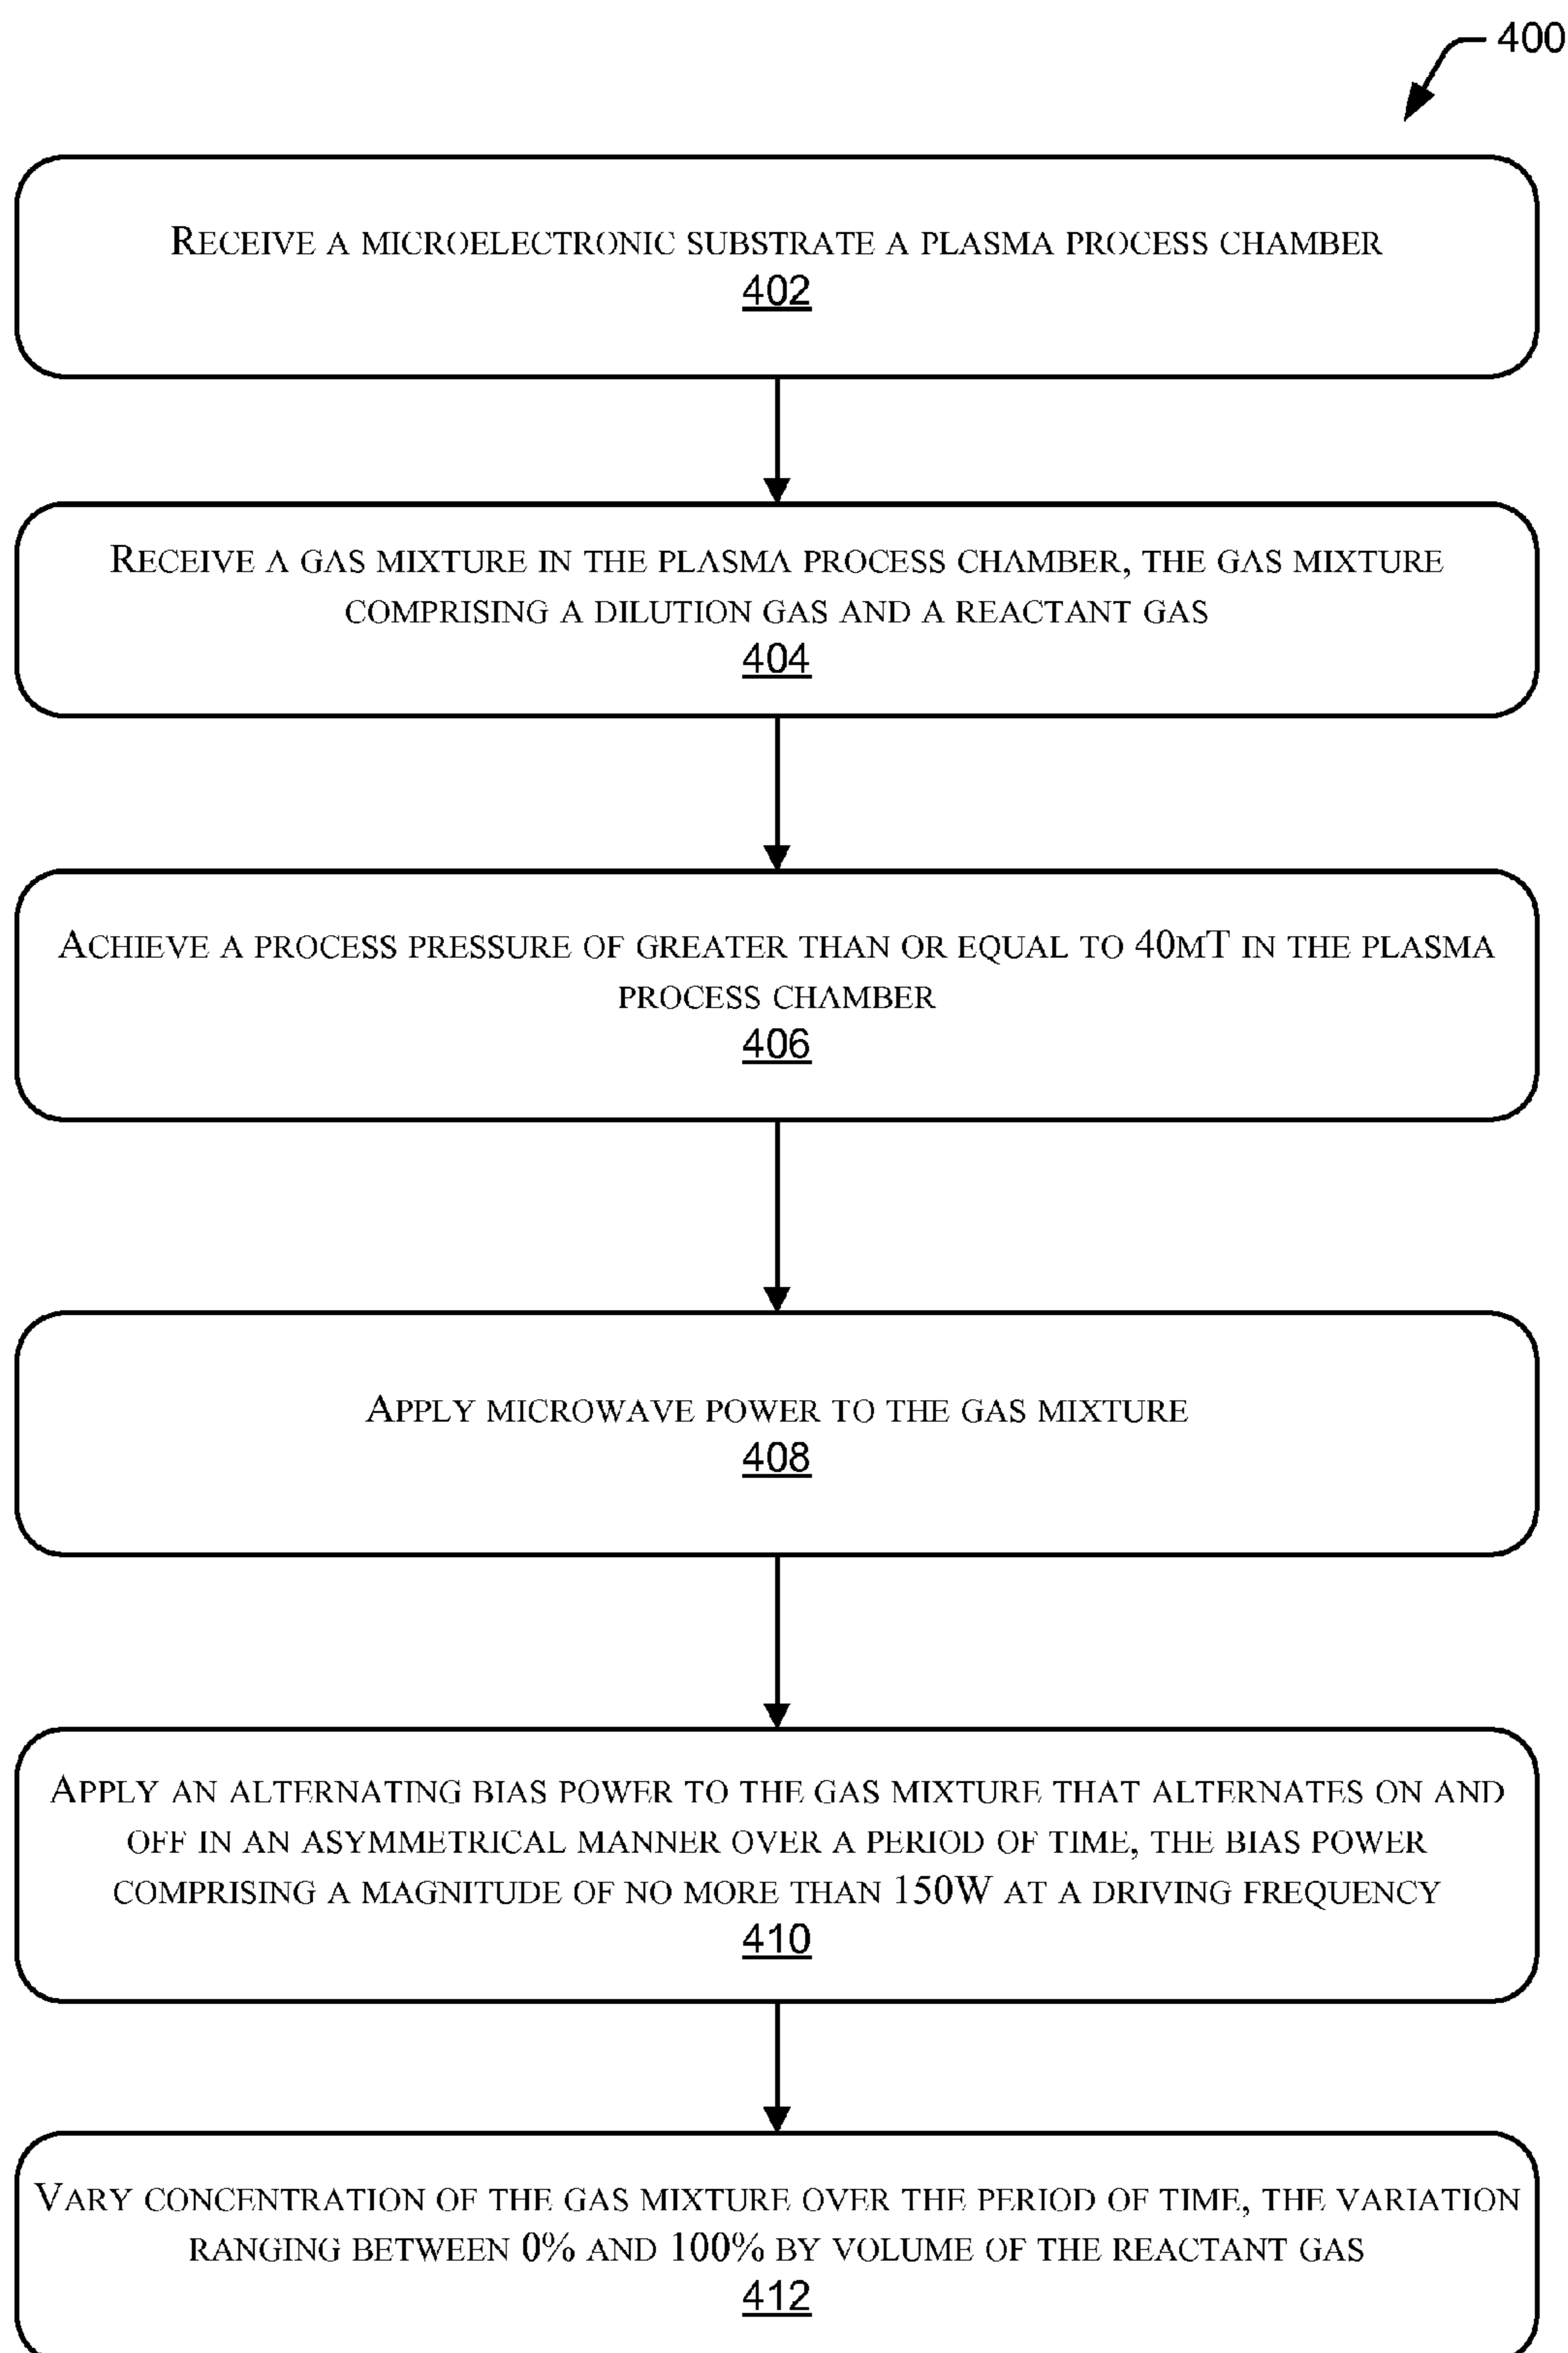 400
RECEIVE A MICROELECTRONIC SUBSTRATE A PLASMA PROCESS CHAMBER
402
RECEIVE A GAS MIXTURE IN THE PLASMA PROCESS CHAMBER, THE GAS MIXTURE
COMPRISING A DILUTION GAS AND A REACTANT GAS
404
ACHIEVE A PROCESS PRESSURE OF GREATER THAN OR EQUAL TO 40MT IN THE PLASMA
PROCESS CHAMBER
406
APPLY MICROWAVE POWER TO THE GAS MIXTURE
408
APPLY AN ALTERNATING BIAS POWER TO THE GAS MIXTURE THAT ALTERNATES ON AND
OFF IN AN ASYMMETRICAL MANNER OVER A PERIOD OF TIME, THE BIAS POWER
COMPRISING A MAGNITUDE OF NO MORE THAN 150W AT A DRIVING FREQUENCY
410
VARY CONCENTRATION OF THE GAS MIXTURE OVER THE PERIOD OF TIME, THE VARIATION
RANGING BETWEEN 0% AND 100% BY VOLUME OF THE REACTANT GAS
412